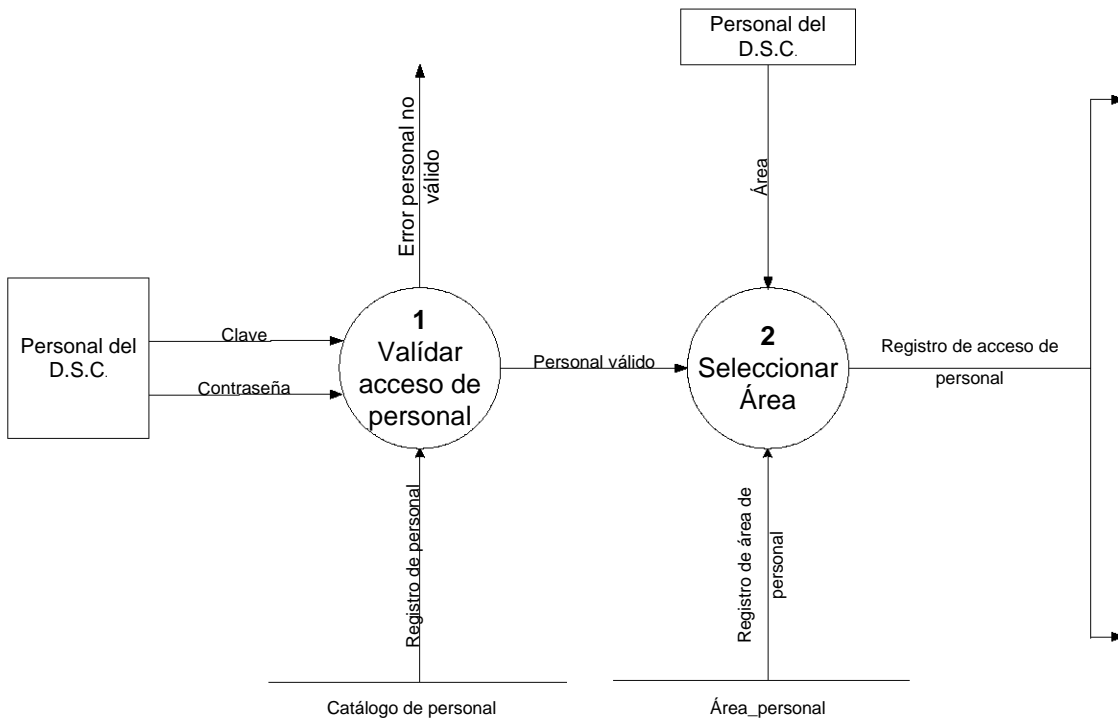 Personal del
D.S.C.
Error personal no
válido
Área
Personal del
D.S.C.
Clave
Contraseña
1
Valídar
acceso de
personal
Personal válido
2
Seleccionar
Área
Registro de acceso de
personal
Registro de personal
Registro de área de
personal
Catálogo de personal
Área_personal